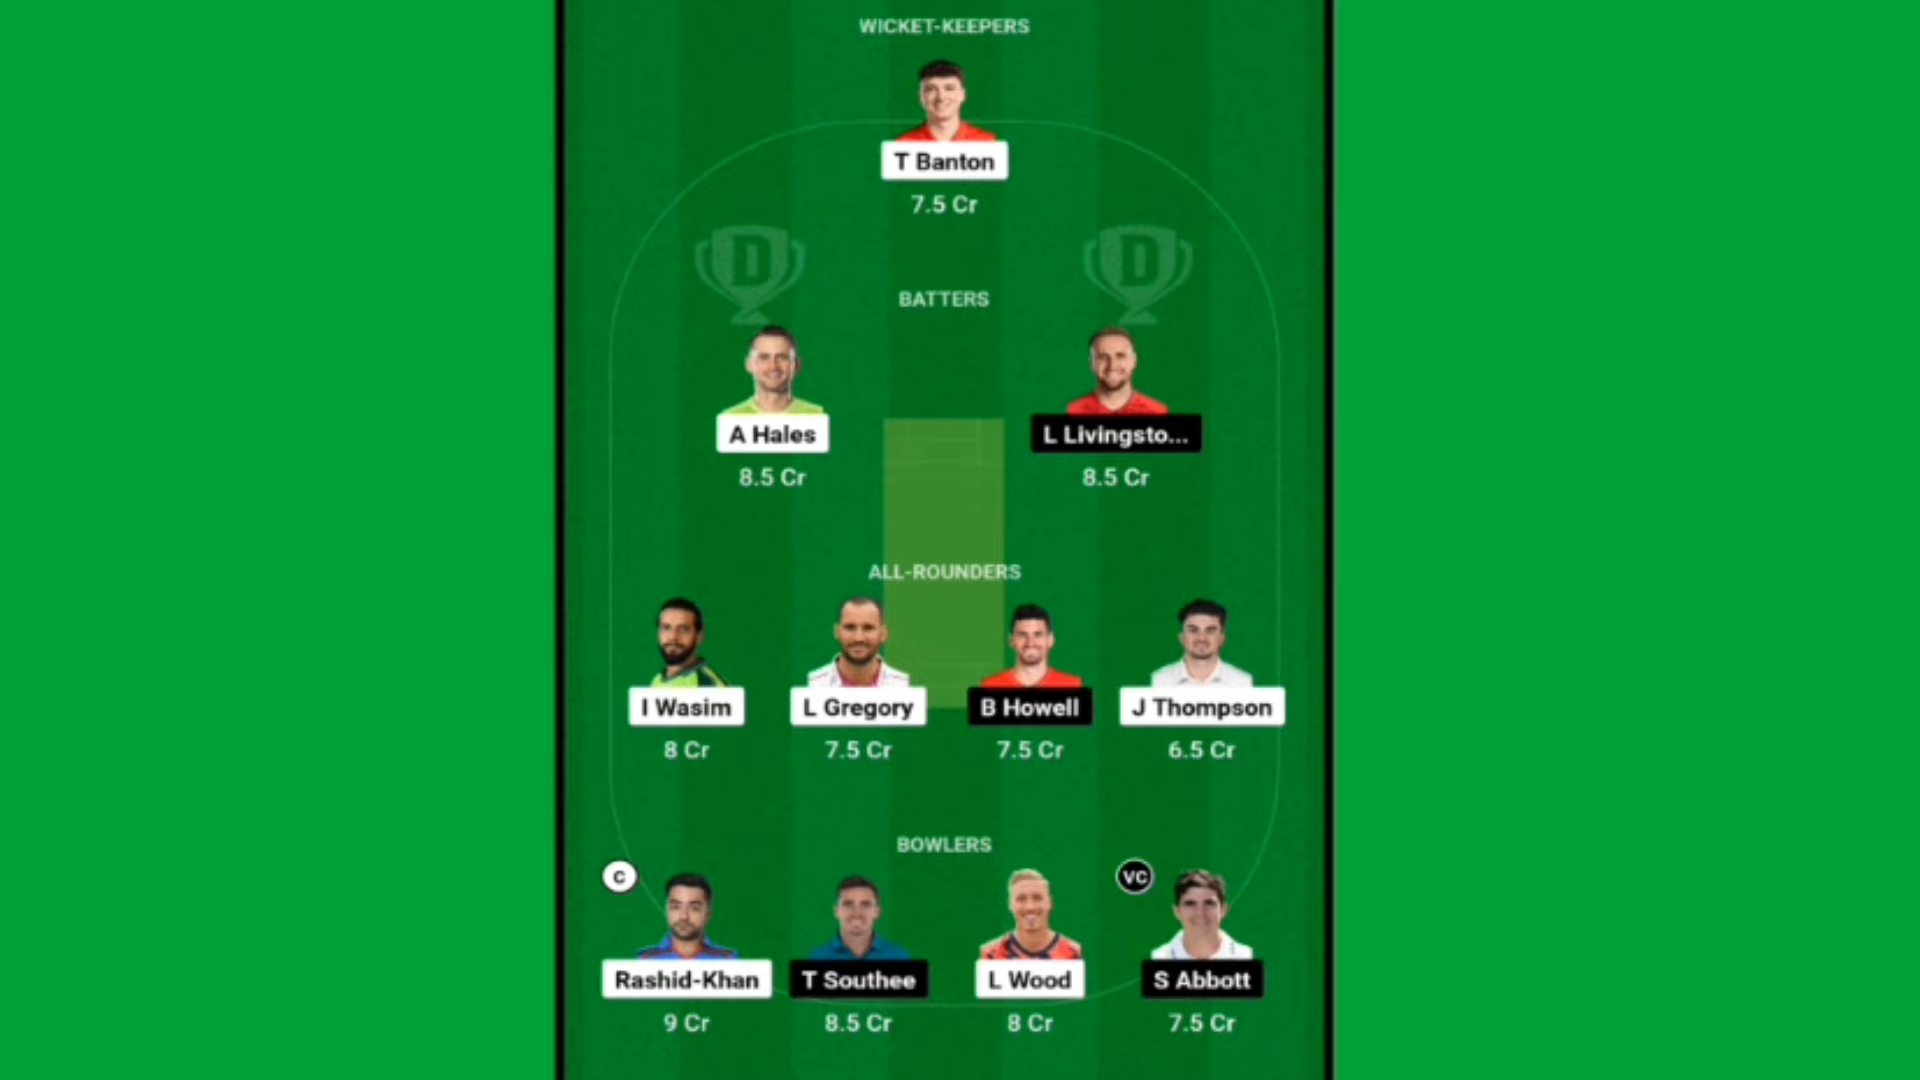 WICKET-KEEPERS
T Banton
7.5 Cr
D D
BATTERS
A Hales L Livingsto...
8.5 Cr 8.5 Cr
ALL-ROUNDERS
I Wasim L Gregory B Howell J Thompson
8 Cr 7.5 Cr 7.5 Cr 6.5 Cr
BOWLERS
C VC
Rashid-Khan T Southee L Wood S Abbott
9 Cr 8.5 Cr 8 Cr 7.5 Cr